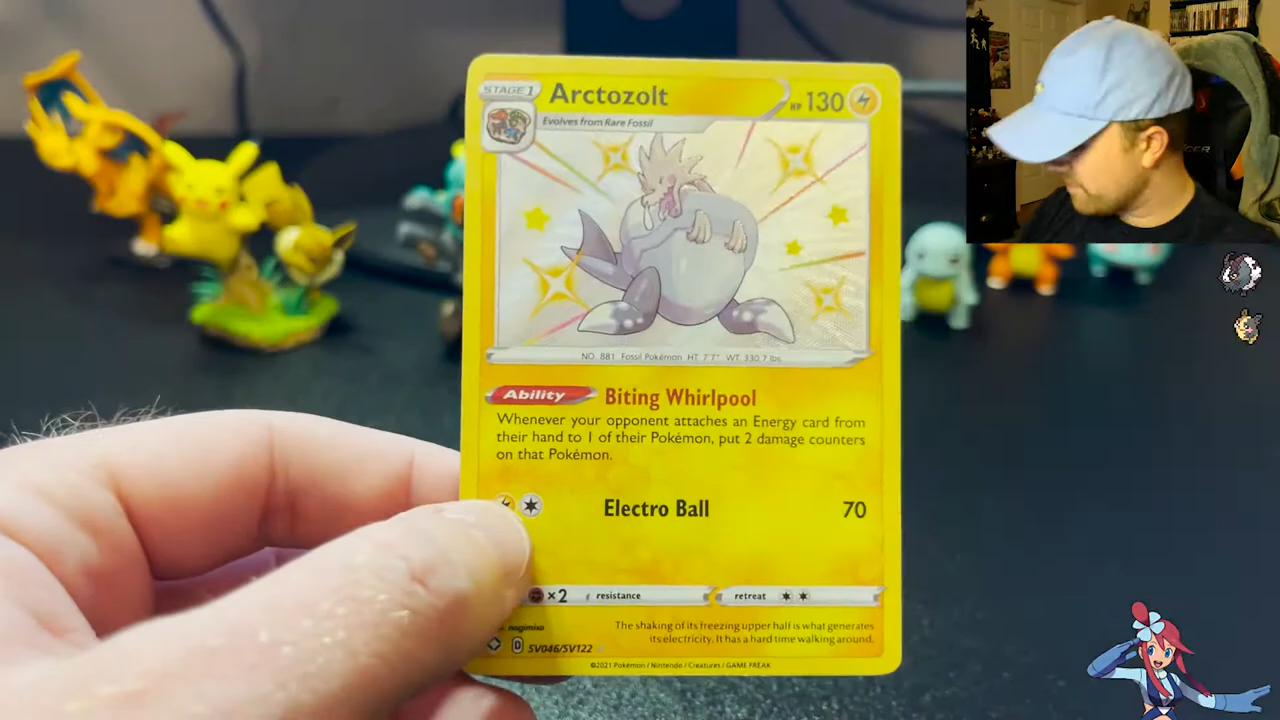 STAGE 1
Arctozolt
HP 130
Evolves from Rare Fossil
NO. 881 Fossil Pokémon HT 7'7" WT 330.7 lbs.
Ability Biting Whirlpool
Whenever your opponent attaches an Energy card from
their hand to 1 of their Pokémon, put 2 damage counters
on that Pokémon.
Electro Ball 70
×2 resistance retreat
nagimiso
The shaking of its freezing upper half is what generates
its electricity. It has a hard time walking around.
D SV046/SV122
©2021 Pokémon / Nintendo / Creatures / GAME FREAK